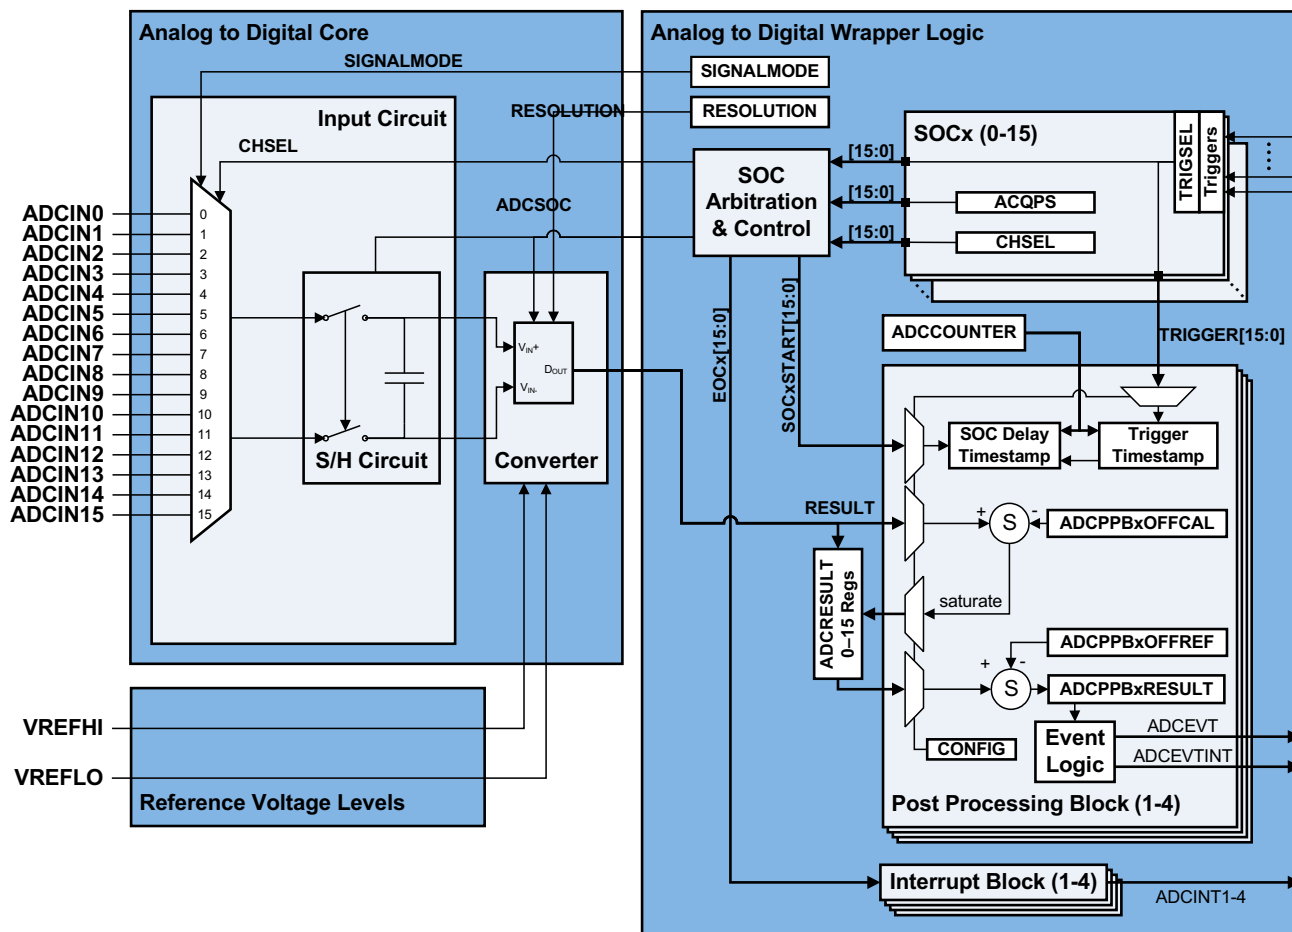 Analog to Digital Core
Analog to Digital Wrapper Logic
SIGNALMODE
SIGNALMODE
RESOLUTION
RESOLUTION
Input Circuit
SOCx (0-15)
TRIGSEL
Triggers
CHSEL
[15:0]
SOC
Arbitration
& Control
[15:0]
ACQPS
[15:0]
CHSEL
ADCSOC
ADCIN0
0
ADCIN1
1
ADCIN2
2
ADCIN3
3
ADCIN4
4
ADCIN5
5
ADCIN6
6
ADCIN7
7
ADCIN8
8
ADCIN9
9
ADCIN10
10
ADCIN11
11
ADCIN12
12
ADCIN13
13
ADCIN14
14
ADCIN15
15
VIN+
DOUT
VIN-
S/H Circuit
Converter
EOCx[15:0]
SOCxSTART[15:0]
ADCCOUNTER
TRIGGER[15:0]
SOC Delay
Timestamp
Trigger
Timestamp
RESULT
+
S
-
ADCPPBxOFFCAL
ADCRESULT
0–15 Regs
saturate
ADCPPBxOFFREF
+
-
S
ADCPPBxRESULT
VREFHI
VREFLO
Reference Voltage Levels
CONFIG
Event
Logic
ADCEVT
ADCEVTINT
Post Processing Block (1-4)
Interrupt Block (1-4)
ADCINT1-4